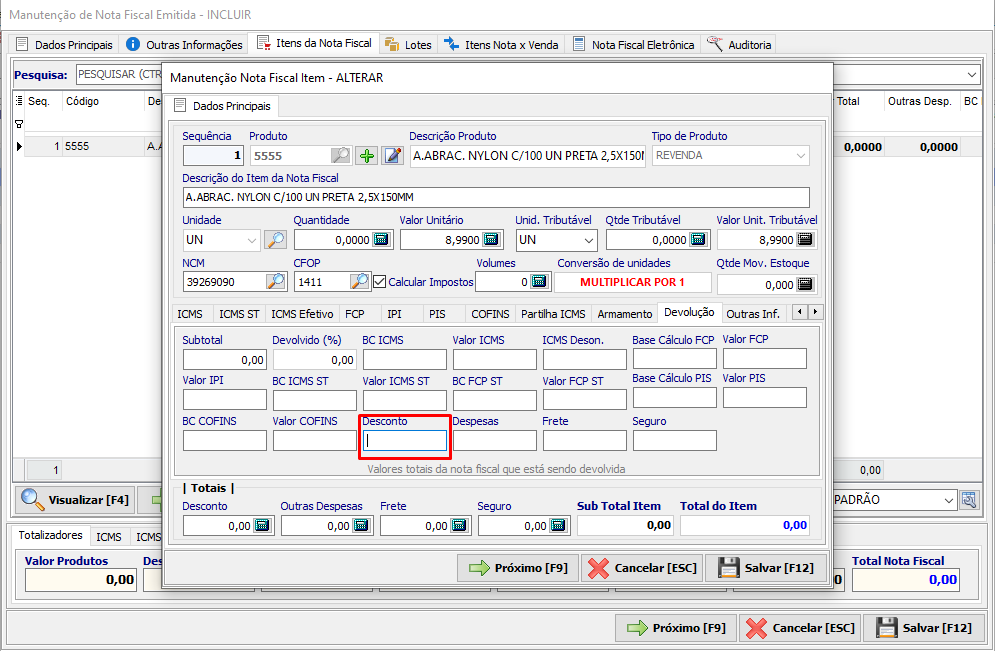 Manutenção de Nota Fiscal Emitida - INCLUIR
Dados Principais Outras Informações Itens da Nota Fiscal Lotes Itens Nota x Venda Nota Fiscal Eletrônica Auditoria
Pesquisa: PESQUISAR (CTR
Manutenção Nota Fiscal Item - ALTERAR
Seq. Código De Total Outras Desp. BC
Dados Principais
Sequência Produto Descrição Produto Tipo de Produto
1 5555 A.A 0,0000 0,0000
1 5555 A.ABRAC. NYLON C/100 UN PRETA 2,5X150M REVENDA
Descrição do Item da Nota Fiscal
A.ABRAC. NYLON C/100 UN PRETA 2,5X150MM
Unidade Quantidade Valor Unitário Unid. Tributável Qtde Tributável Valor Unit. Tributável
UN 0,0000 8,9900 UN 0,0000 8,9900
NCM CFOP Volumes Conversão de unidades Qtde Mov. Estoque
39269090 1411 Calcular Impostos 0 MULTIPLICAR POR 1 0,000
ICMS ICMS ST ICMS Efetivo FCP IPI PIS COFINS Partilha ICMS Armamento Devolução Outras Inf.
Subtotal Devolvido (%) BC ICMS Valor ICMS ICMS Deson. Base Cálculo FCP Valor FCP
0,00 0,00
Valor IPI BC ICMS ST Valor ICMS ST BC FCP ST Valor FCP ST Base Cálculo PIS Valor PIS
BC COFINS Valor COFINS Desconto Despesas Frete Seguro
Valores totais da nota fiscal que está sendo devolvida
1 0,00
| Totais |
Visualizar [F4] PADRÃO
Desconto Outras Despesas Frete Seguro Sub Total Item Total do Item
0,00 0,00 0,00 0,00 0,00 0,00
Totalizadores ICMS ICMS
Valor Produtos Des Total Nota Fiscal
Próximo [F9] Cancelar [ESC] Salvar [F12]
0,00 0 0,00
Próximo [F9] Cancelar [ESC] Salvar [F12]